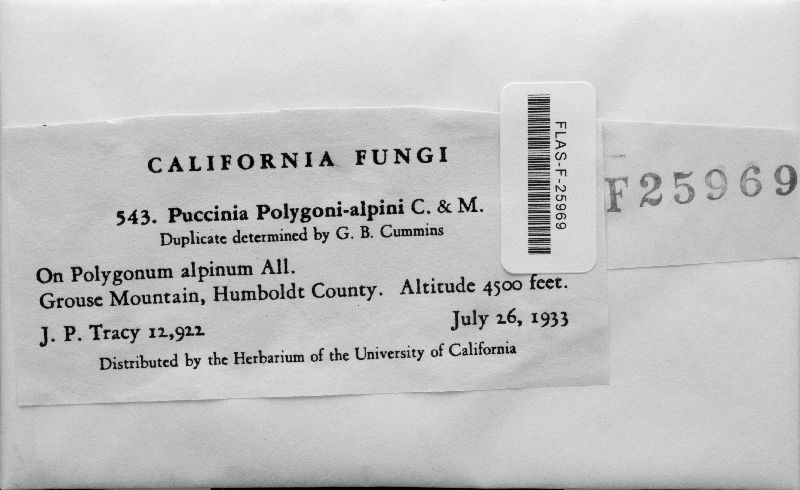 CALIFORNIA FUNGI
543. Puccinia Polygoni-alpini C. & M.
Duplicate determined by G. B. Cummins
On Polygonum alpinum All.
Grouse Mountain, Humboldt County. Altitude 4500 feet.
J. P. Tracy 12,922 July 26, 1933
Distributed by the Herbarium of the University of California
FLAS-F-25969
F25969